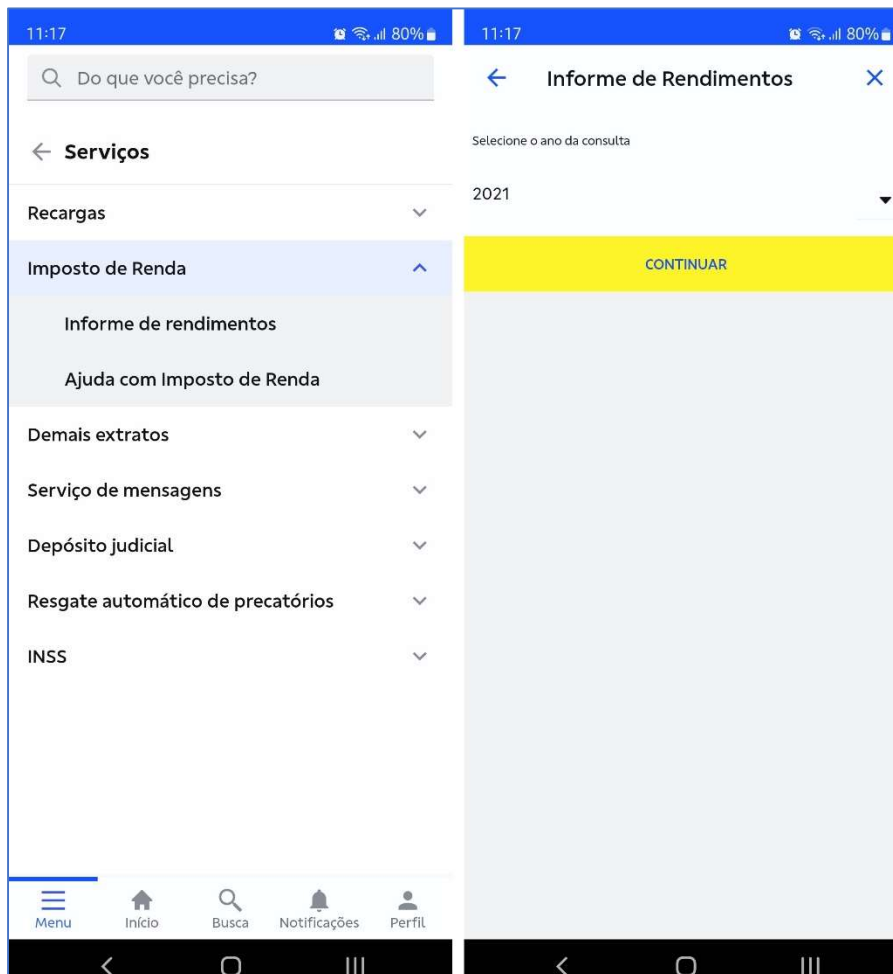 11:17
80%
Do que você precisa?
Serviços
Recargas
Imposto de Renda
Informe de rendimentos
Ajuda com Imposto de Renda
Demais extratos
Serviço de mensagens
Depósito judicial
Resgate automático de precatórios
INSS
Menu
Início
Busca
Notificações
Perfil
11:17
80%
Informe de Rendimentos
Selecione o ano da consulta
2021
CONTINUAR